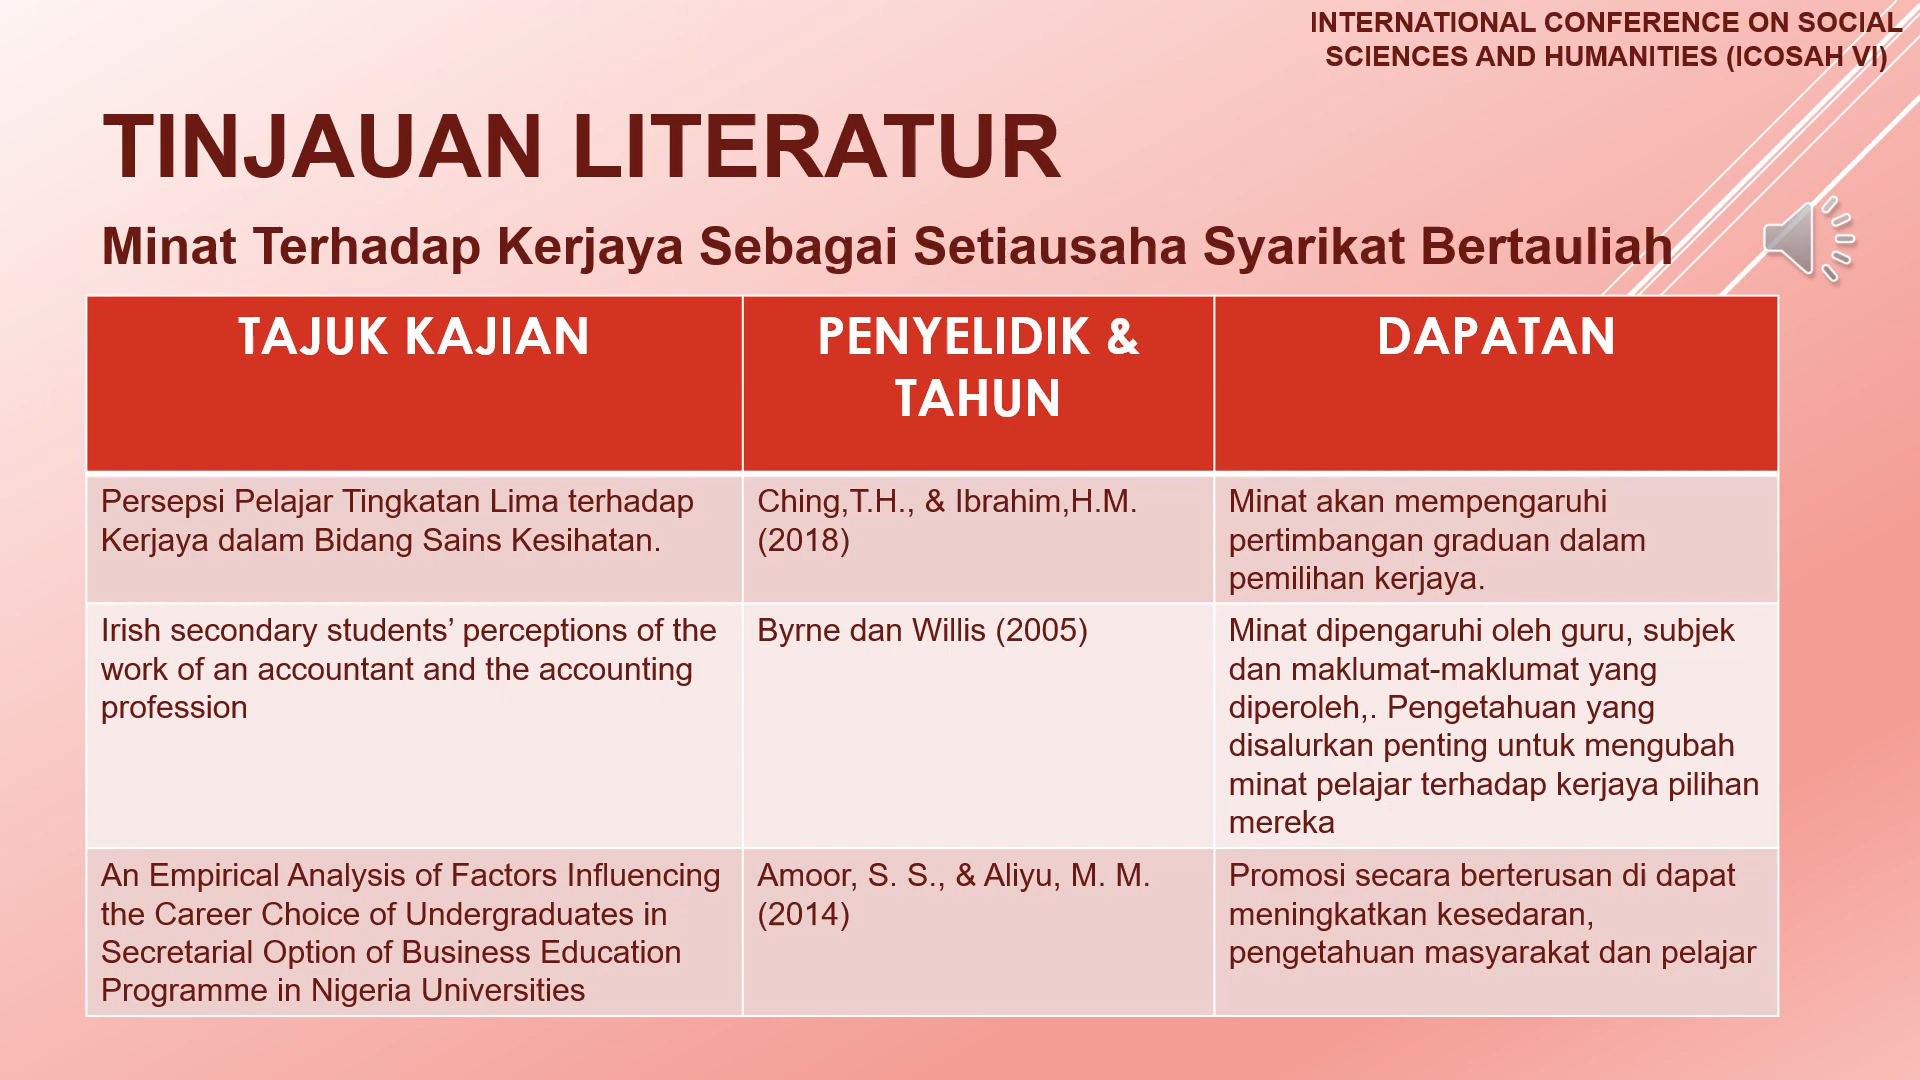 INTERNATIONAL CONFERENCE ON SOCIAL
SCIENCES AND HUMANITIES (ICOSAH VI)
TINJAUAN LITERATUR
Minat Terhadap Kerjaya Sebagai Setiausaha Syarikat Bertauliah
TAJUK KAJIAN
PENYELIDIK &
TAHUN
DAPATAN
Persepsi Pelajar Tingkatan Lima terhadap
Kerjaya dalam Bidang Sains Kesihatan.
Ching,T.H., & Ibrahim,H.M.
(2018)
Minat akan mempengaruhi
pertimbangan graduan dalam
pemilihan kerjaya.
Irish secondary students’ perceptions of the
work of an accountant and the accounting
profession
Byrne dan Willis (2005)
Minat dipengaruhi oleh guru, subjek
dan maklumat-maklumat yang
diperoleh,. Pengetahuan yang
disalurkan penting untuk mengubah
minat pelajar terhadap kerjaya pilihan
mereka
An Empirical Analysis of Factors Influencing
the Career Choice of Undergraduates in
Secretarial Option of Business Education
Programme in Nigeria Universities
Amoor, S. S., & Aliyu, M. M.
(2014)
Promosi secara berterusan di dapat
meningkatkan kesedaran,
pengetahuan masyarakat dan pelajar